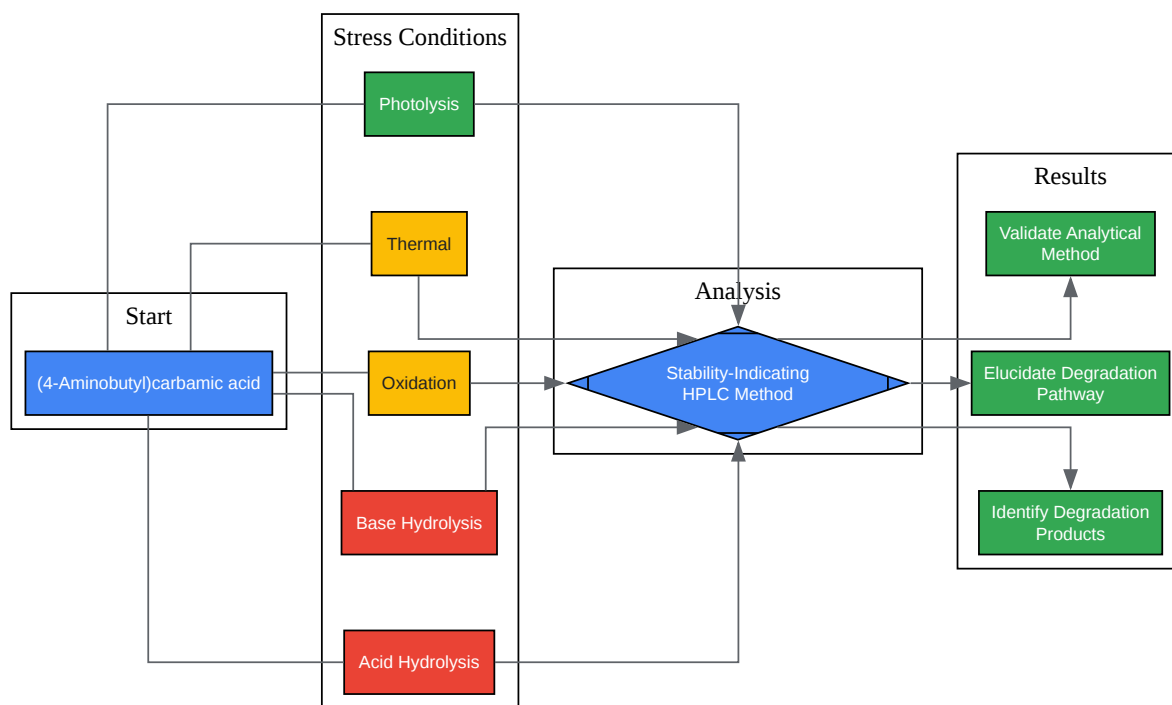 Start
(4-Aminobutyl)carbamic acid
Stress Conditions
Photolysis
Thermal
Oxidation
Base Hydrolysis
Acid Hydrolysis
Analysis
Stability-Indicating
HPLC Method
Results
Validate Analytical
Method
Elucidate Degradation
Pathway
Identify Degradation
Products